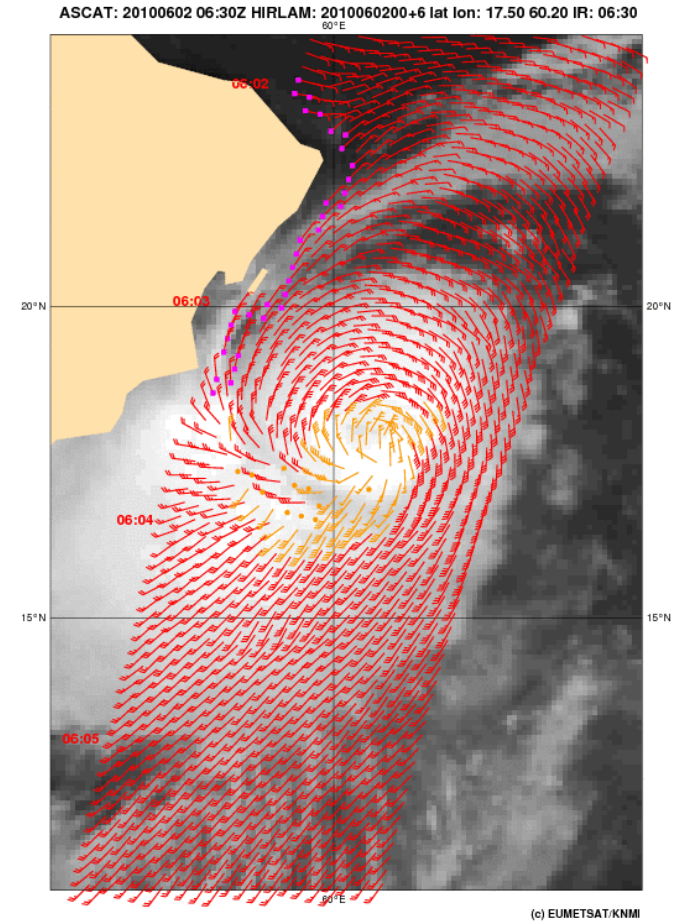 ASCAT: 20100602 06:30Z HIRLAM: 2010060200+6 lat lon: 17.50 60.20 IR: 06:30
60°E
06:02
20°N 06:03 20°N
06:04
15°N 15°N
06:05
60°E
(c) EUMETSAT/KNMI